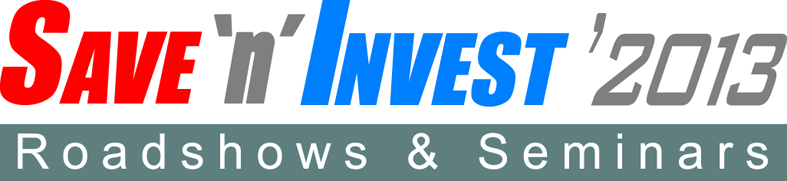 Save 'n' Invest '2013
Roadshows & Seminars